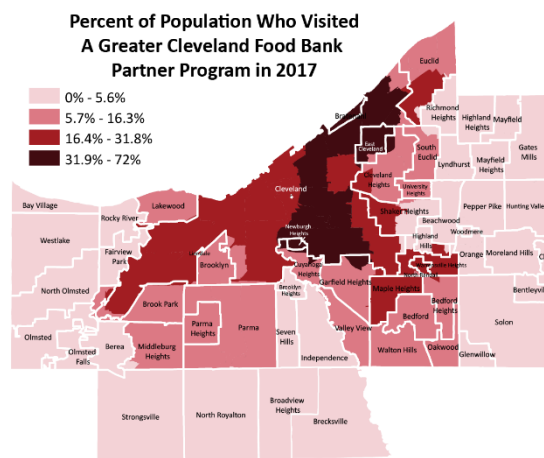 Percent of Population Who Visited
A Greater Cleveland Food Bank
Partner Program in 2017
0% - 5.6%
5.7% - 16.3%
16.4% - 31.8%
31.9% - 72%
Euclid
Richmond
Heights
Highland
Heights
Mayfield
East
Cleveland
South
Euclid
Lyndhurst
Mayfield
Heights
Gates
Mills
Cleveland
Heights
University
Heights
Cleveland
Bay Village
Lakewood
Rocky River
Shaker Heights
Pepper Pike
Hunting Valley
Beachwood
Woodmere
Newburgh
Heights
Westlake
Fairview
Park
Highland
Hills
Orange
Moreland Hills
Brooklyn
Cuyahoga
Heights
North Olmsted
Brook Park
Brooklyn
Heights
Garfield Heights
Maple Heights
Bentleyville
Parma
Heights
Parma
Bedford
Bedford
Heights
Solon
Olmsted
Olmsted
Falls
Berea
Middleburg
Heights
Seven
Hills
Valley View
Independence
Walton Hills
Oakwood
Glenwillow
Strongsville
North Royalton
Broadview
Heights
Brecksville